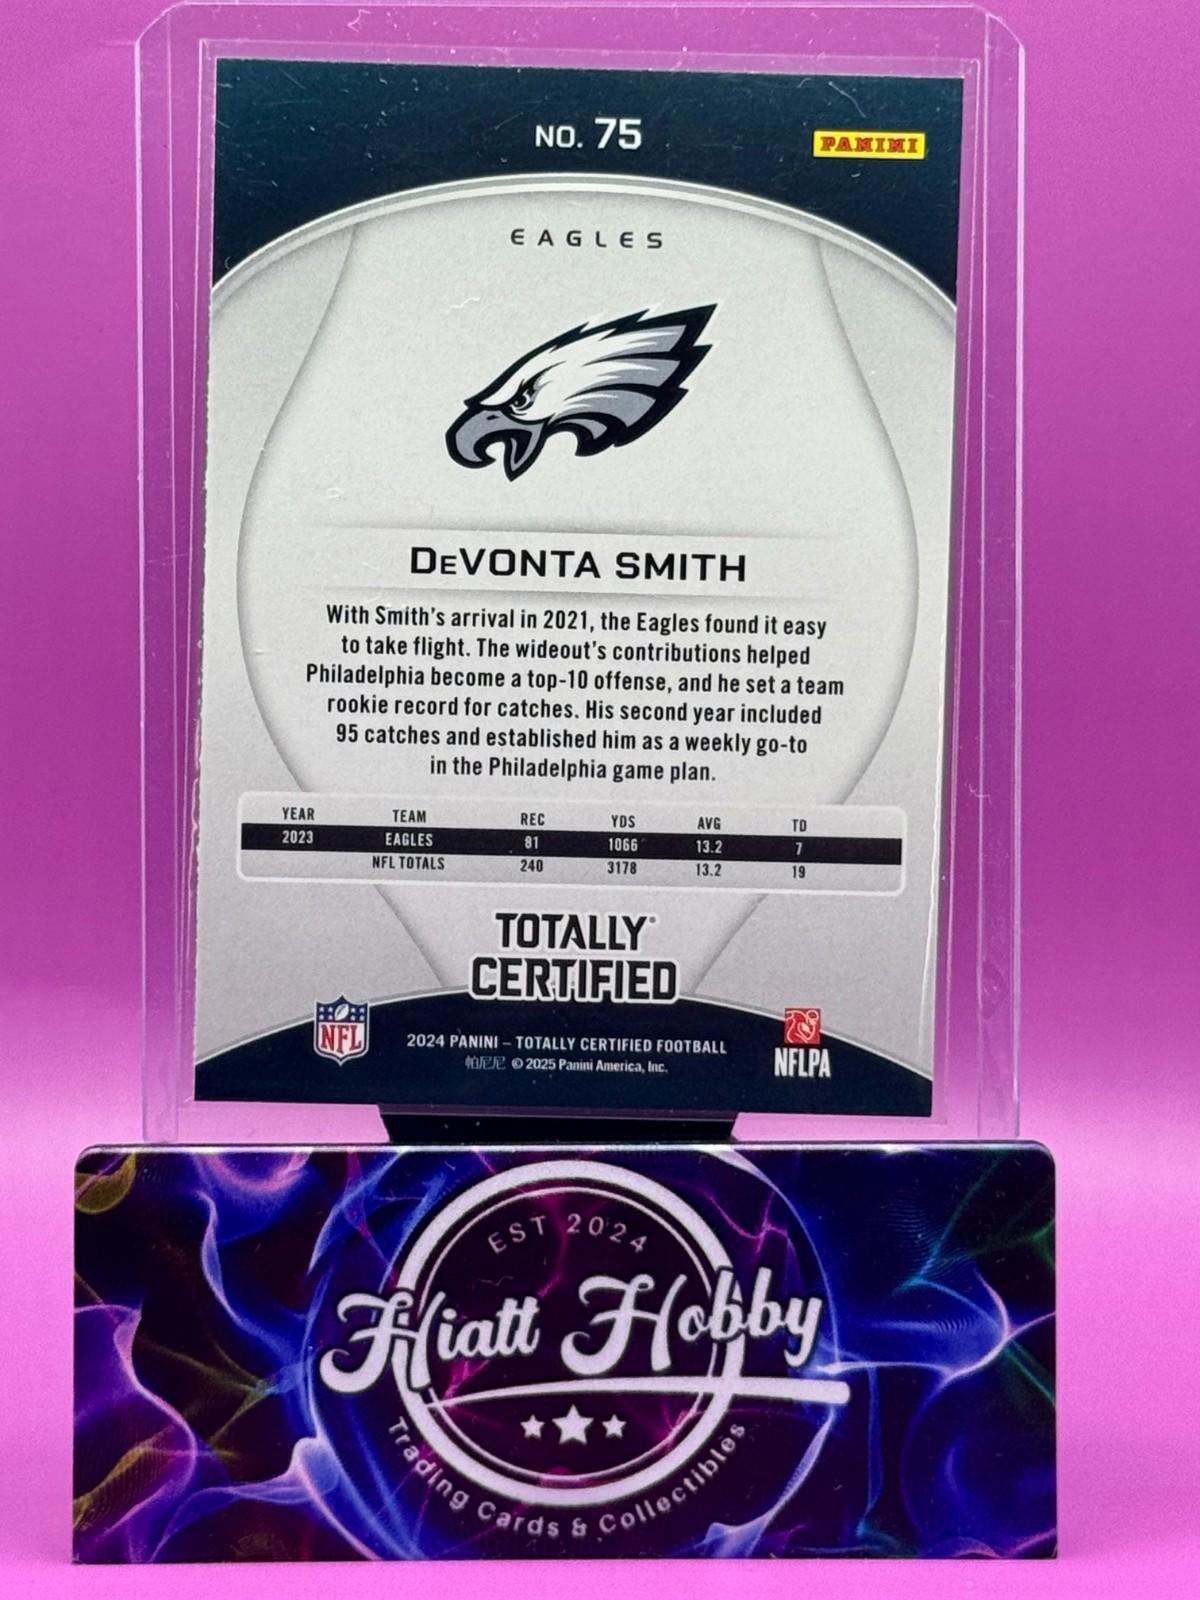 NO. 75
PANINI
EAGLES
DeVONTA SMITH
With Smith's arrival in 2021, the Eagles found it easy
to take flight. The wideout's contributions helped
Philadelphia become a top-10 offense, and he set a team
rookie record for catches. His second year included
95 catches and established him as a weekly go-to
in the Philadelphia game plan.
YEAR TEAM REC YDS AVG TD
2023 EAGLES 81 1066 13.2 7
NFL TOTALS 240 3178 13.2 19
TOTALLY
CERTIFIED
NFL
2024 PANINI – TOTALLY CERTIFIED FOOTBALL
帕尼尼 © 2025 Panini America, Inc.
NFLPA
EST 2024
Hiatt Hobby
Trading Cards & Collectibles